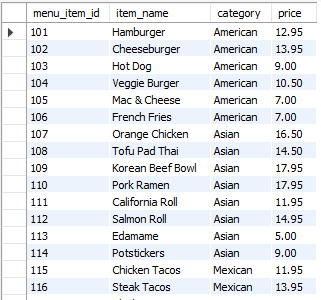 menu_item_id item_name category price
101 Hamburger American 12.95
102 Cheeseburger American 13.95
103 Hot Dog American 9.00
104 Veggie Burger American 10.50
105 Mac & Cheese American 7.00
106 French Fries American 7.00
107 Orange Chicken Asian 16.50
108 Tofu Pad Thai Asian 14.50
109 Korean Beef Bowl Asian 17.95
110 Pork Ramen Asian 17.95
111 California Roll Asian 11.95
112 Salmon Roll Asian 14.95
113 Edamame Asian 5.00
114 Potstickers Asian 9.00
115 Chicken Tacos Mexican 11.95
116 Steak Tacos Mexican 13.95